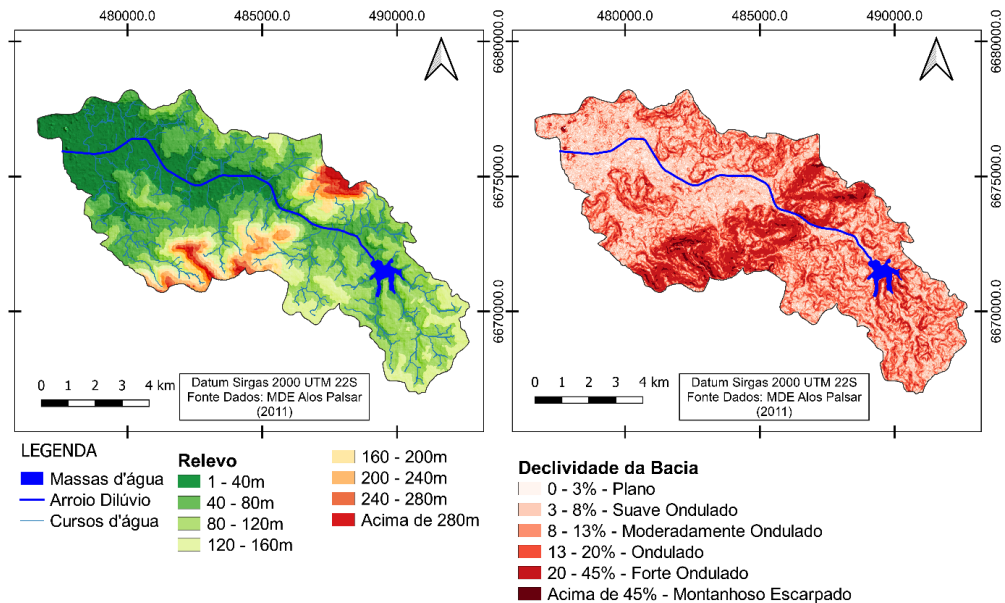 480000.0 485000.0 490000.0
6680000.0
6675000.0
6670000.0
0 1 2 3 4 km
Datum Sirgas 2000 UTM 22S
Fonte Dados: MDE Alos Palsar
(2011)
480000.0 485000.0 490000.0
6680000.0
6675000.0
6670000.0
0 1 2 3 4 km
Datum Sirgas 2000 UTM 22S
Fonte Dados: MDE Alos Palsar
(2011)
LEGENDA
Massas d'água
Arroio Dilúvio
Cursos d'água
Relevo
1 - 40m
40 - 80m
80 - 120m
120 - 160m
160 - 200m
200 - 240m
240 - 280m
Acima de 280m
Declividade da Bacia
0 - 3% - Plano
3 - 8% - Suave Ondulado
8 - 13% - Moderadamente Ondulado
13 - 20% - Ondulado
20 - 45% - Forte Ondulado
Acima de 45% - Montanhoso Escarpado